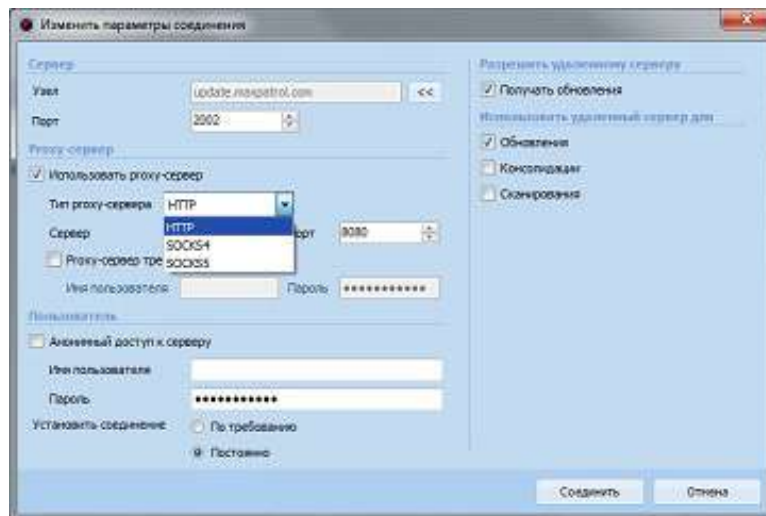 Изменить параметры соединения
Сервер
Узел
update.maxpatrol.com
<<
Порт
2002
Proxy-сервер
Использовать proxy-сервер
Тип proxy-сервера HTTP
HTTP
SOCKS4
SOCKS5
Сервер
орт
8080
Proxy-сервер тре
Имя пользователя
Пароль
***********
Пользователь
Анонимный доступ к серверу
Имя пользователя
Пароль
***********
Установить соединение
По требованию
Постоянно
Разрешить удаленному серверу
Получать обновления
Использовать удаленный сервер для
Обновления
Консолидации
Сканирования
Соединить
Отмена